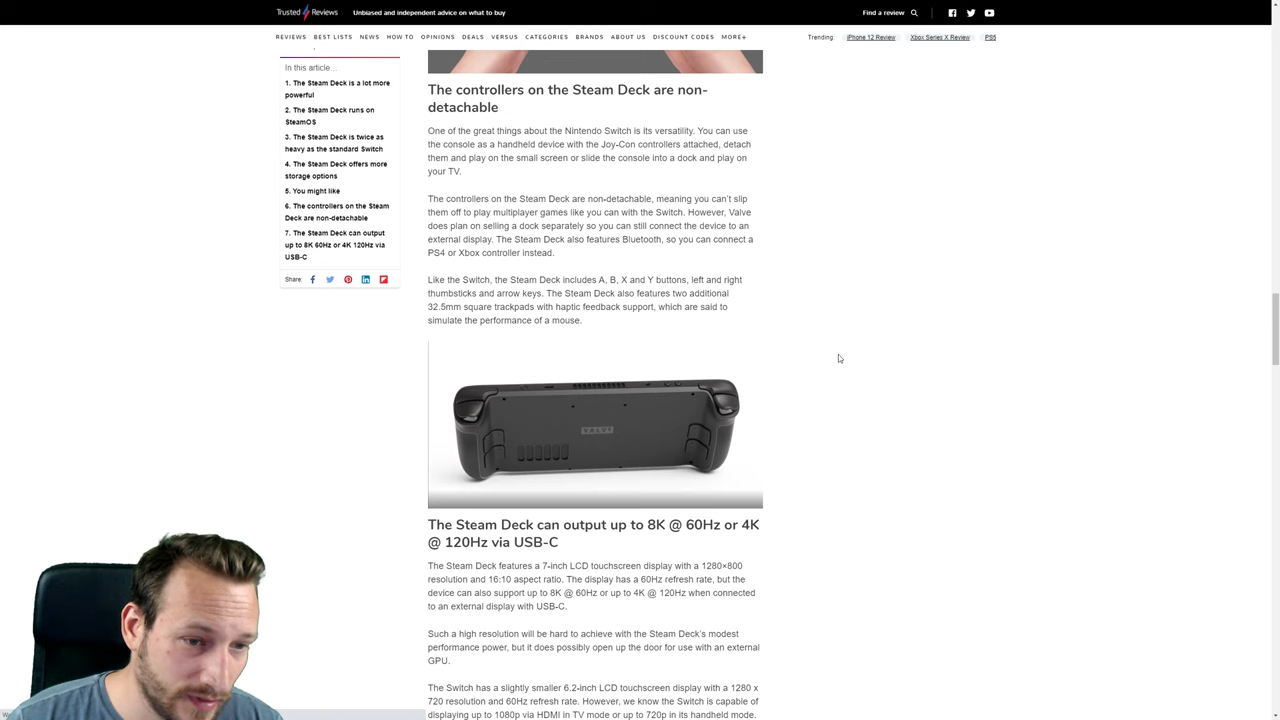 Trusted Reviews Unbiased and independent advice on what to buy Find a review
REVIEWS BEST LISTS NEWS HOW TO OPINIONS DEALS VERSUS CATEGORIES BRANDS ABOUT US DISCOUNT CODES MORE+ Trending: iPhone 12 Review Xbox Series X Review PS5
In this article...
1. The Steam Deck is a lot more
powerful
2. The Steam Deck runs on
SteamOS
3. The Steam Deck is twice as
heavy as the standard Switch
4. The Steam Deck offers more
storage options
5. You might like
6. The controllers on the Steam
Deck are non-detachable
7. The Steam Deck can output
up to 8K 60Hz or 4K 120Hz via
USB-C
Share:
The controllers on the Steam Deck are non-
detachable
One of the great things about the Nintendo Switch is its versatility. You can use
the console as a handheld device with the Joy-Con controllers attached, detach
them and play on the small screen or slide the console into a dock and play on
your TV.
The controllers on the Steam Deck are non-detachable, meaning you can't slip
them off to play multiplayer games like you can with the Switch. However, Valve
does plan on selling a dock separately so you can still connect the device to an
external display. The Steam Deck also features Bluetooth, so you can connect a
PS4 or Xbox controller instead.
Like the Switch, the Steam Deck includes A, B, X and Y buttons, left and right
thumbsticks and arrow keys. The Steam Deck also features two additional
32.5mm square trackpads with haptic feedback support, which are said to
simulate the performance of a mouse.
VALVE
The Steam Deck can output up to 8K @ 60Hz or 4K
@ 120Hz via USB-C
The Steam Deck features a 7-inch LCD touchscreen display with a 1280×800
resolution and 16:10 aspect ratio. The display has a 60Hz refresh rate, but the
device can also support up to 8K @ 60Hz or up to 4K @ 120Hz when connected
to an external display with USB-C.
Such a high resolution will be hard to achieve with the Steam Deck's modest
performance power, but it does possibly open up the door for use with an external
GPU.
The Switch has a slightly smaller 6.2-inch LCD touchscreen display with a 1280 x
720 resolution and 60Hz refresh rate. However, we know the Switch is capable of
displaying up to 1080p via HDMI in TV mode or up to 720p in its handheld mode.